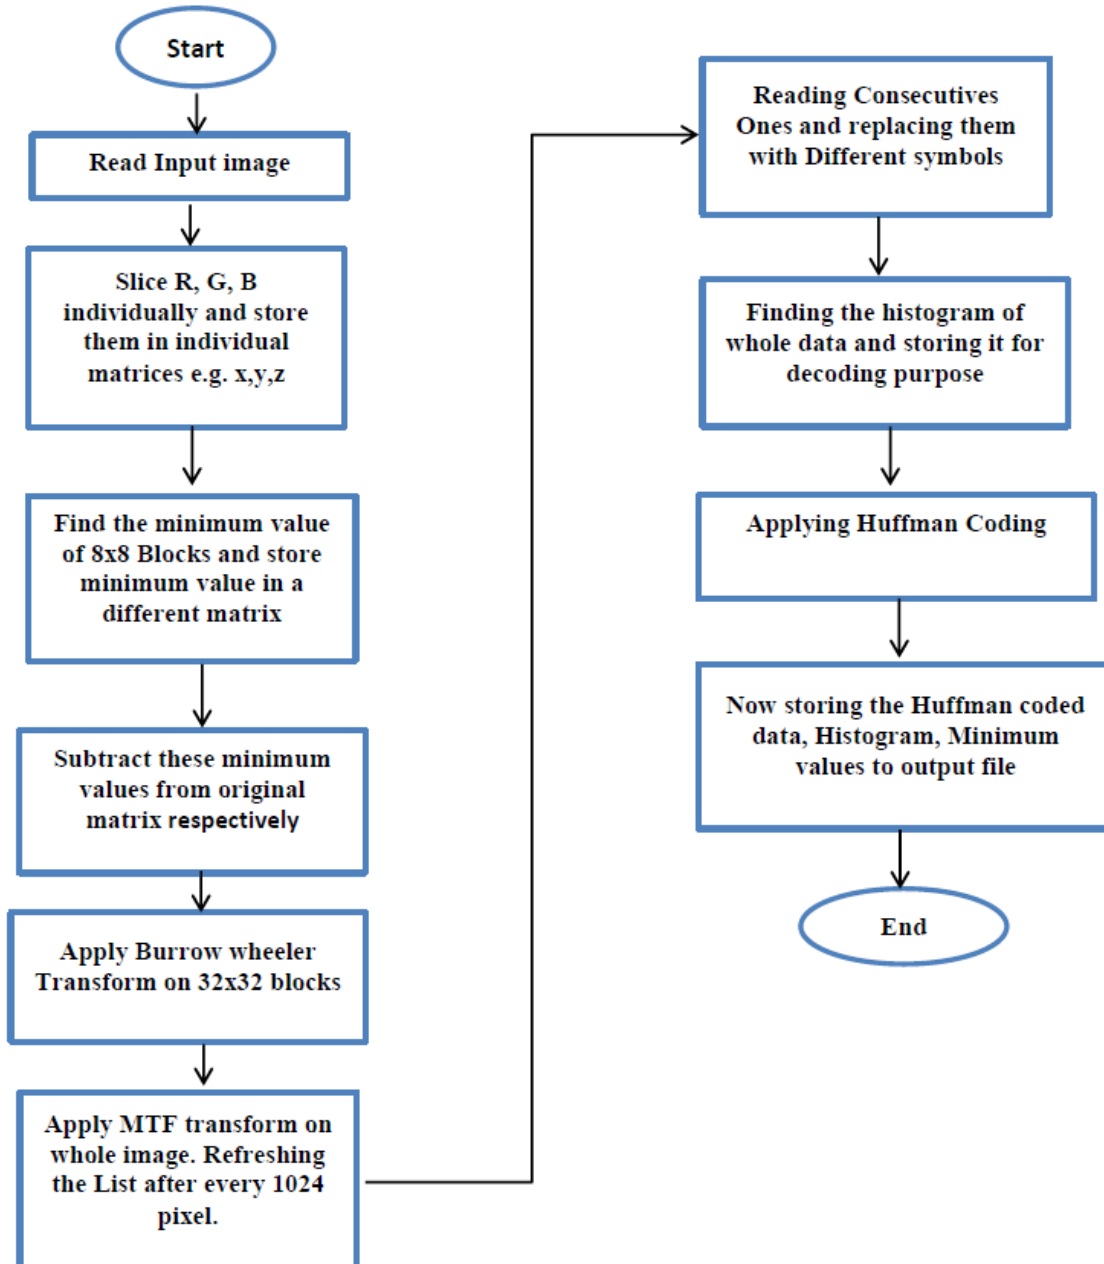 Start
Read Input image
Slice R, G, B
individually and store
them in individual
matrices e.g. x,y,z
Find the minimum value
of 8x8 Blocks and store
minimum value in a
different matrix
Subtract these minimum
values from original
matrix respectively
Apply Burrow wheeler
Transform on 32x32 blocks
Apply MTF transform on
whole image. Refreshing
the List after every 1024
pixel.
Reading Consecutives
Ones and replacing them
with Different symbols
Finding the histogram of
whole data and storing it for
decoding purpose
Applying Huffman Coding
Now storing the Huffman coded
data, Histogram, Minimum
values to output file
End